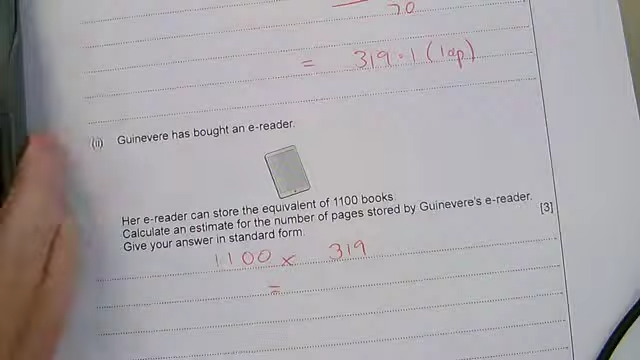 70
= 319.1 (1dp)
(ii) Guinevere has bought an e-reader.
Her e-reader can store the equivalent of 1100 books.
Calculate an estimate for the number of pages stored by Guinevere's e-reader.
Give your answer in standard form. [3]
1100 × 319
=